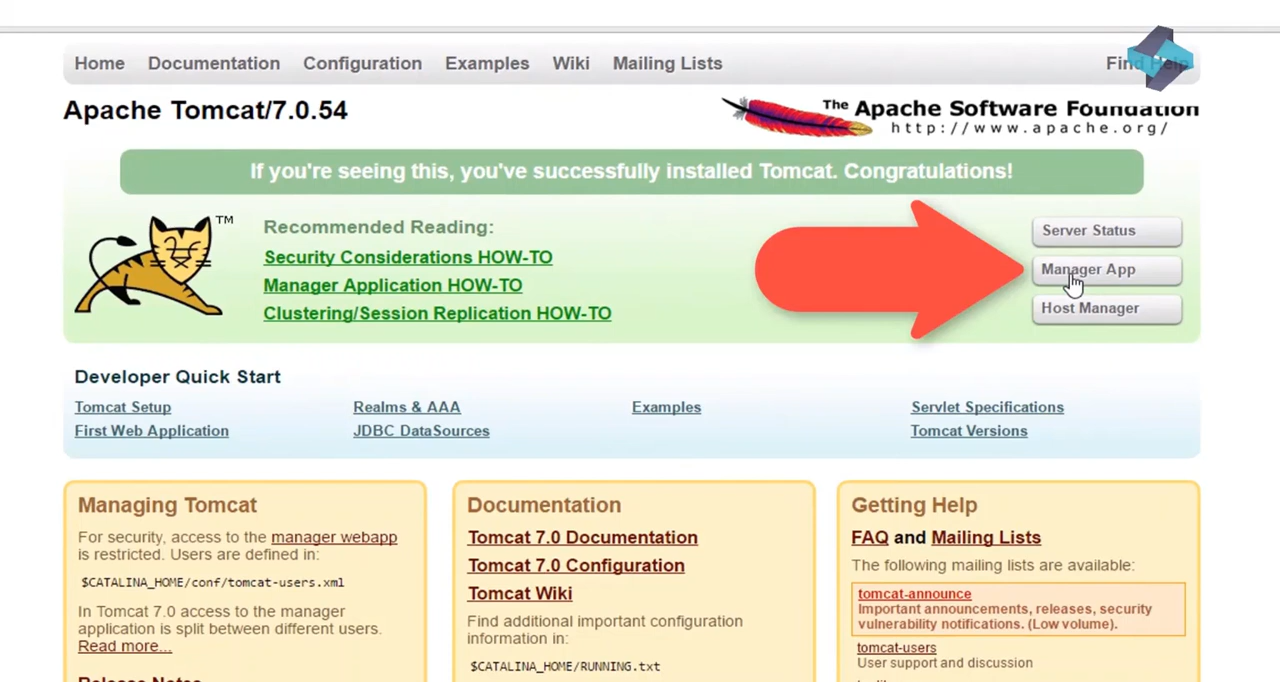 Home Documentation Configuration Examples Wiki Mailing Lists Find Help
Apache Tomcat/7.0.54
The Apache Software Foundation
http://www.apache.org/
If you're seeing this, you've successfully installed Tomcat. Congratulations!
TM
Recommended Reading:
Security Considerations HOW-TO
Manager Application HOW-TO
Clustering/Session Replication HOW-TO
Server Status
Manager App
Host Manager
Developer Quick Start
Tomcat Setup
First Web Application
Realms & AAA
JDBC DataSources
Examples
Servlet Specifications
Tomcat Versions
Managing Tomcat
For security, access to the manager webapp
is restricted. Users are defined in:
$CATALINA_HOME/conf/tomcat-users.xml
In Tomcat 7.0 access to the manager
application is split between different users.
Read more...
Release Notes
Documentation
Tomcat 7.0 Documentation
Tomcat 7.0 Configuration
Tomcat Wiki
Find additional important configuration
information in:
$CATALINA_HOME/RUNNING.txt
Getting Help
FAQ and Mailing Lists
The following mailing lists are available:
tomcat-announce
Important announcements, releases, security
vulnerability notifications. (Low volume).
tomcat-users
User support and discussion